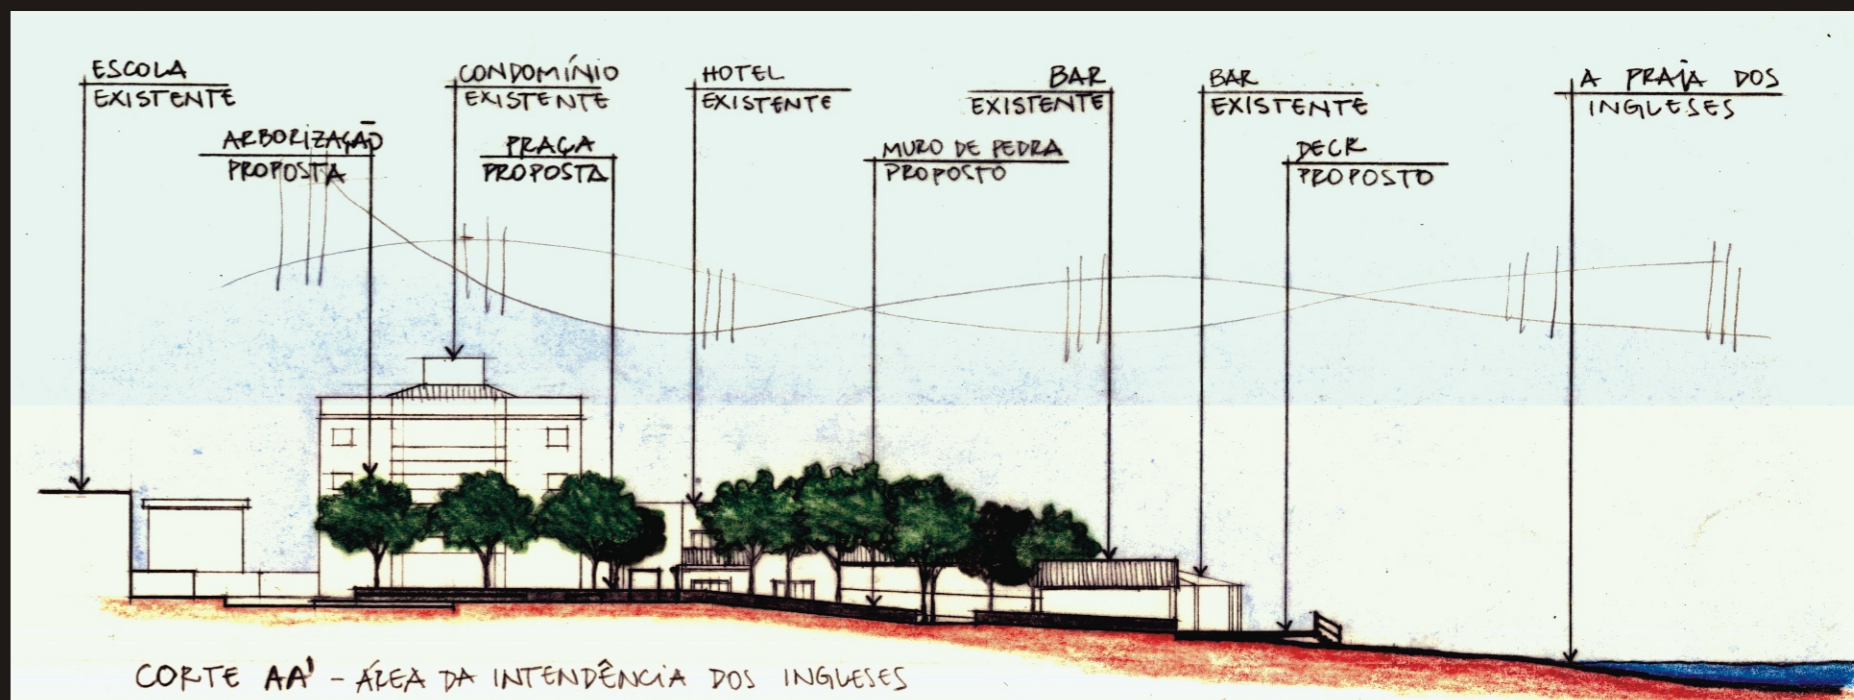 ESCOLA
EXISTENTE
ARBORIZAÇÃO
PROPOSTA
CONDOMÍNIO
EXISTENTE
PRAÇA
PROPOSTA
HOTEL
EXISTENTE
MURO DE PEDRA
PROPOSTO
BAR
EXISTENTE
BAR
EXISTENTE
DECK
PROPOSTO
A PRAIA DOS
INGLESES
CORTE AA' - ÁREA DA INTENDÊNCIA DOS INGLESES